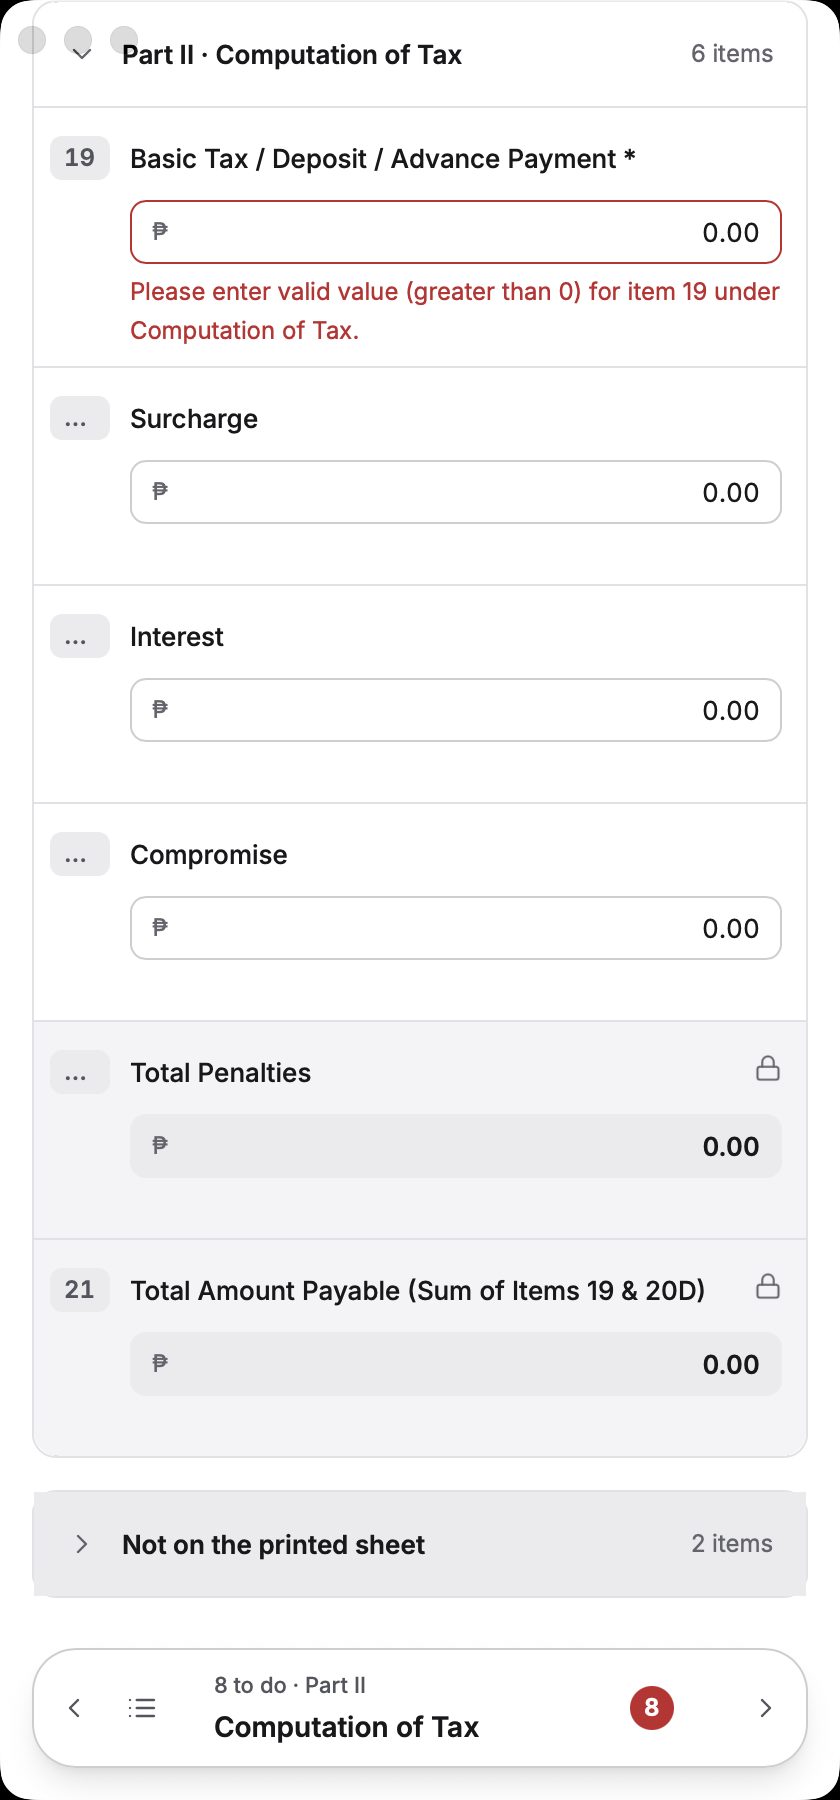 Part II · Computation of Tax
6 items
19
Basic Tax / Deposit / Advance Payment *
₱
0.00
Please enter valid value (greater than 0) for item 19 under
Computation of Tax.
...
Surcharge
₱
0.00
...
Interest
₱
0.00
...
Compromise
₱
0.00
...
Total Penalties
₱
0.00
21
Total Amount Payable (Sum of Items 19 & 20D)
₱
0.00
Not on the printed sheet
2 items
8 to do · Part II
Computation of Tax
8